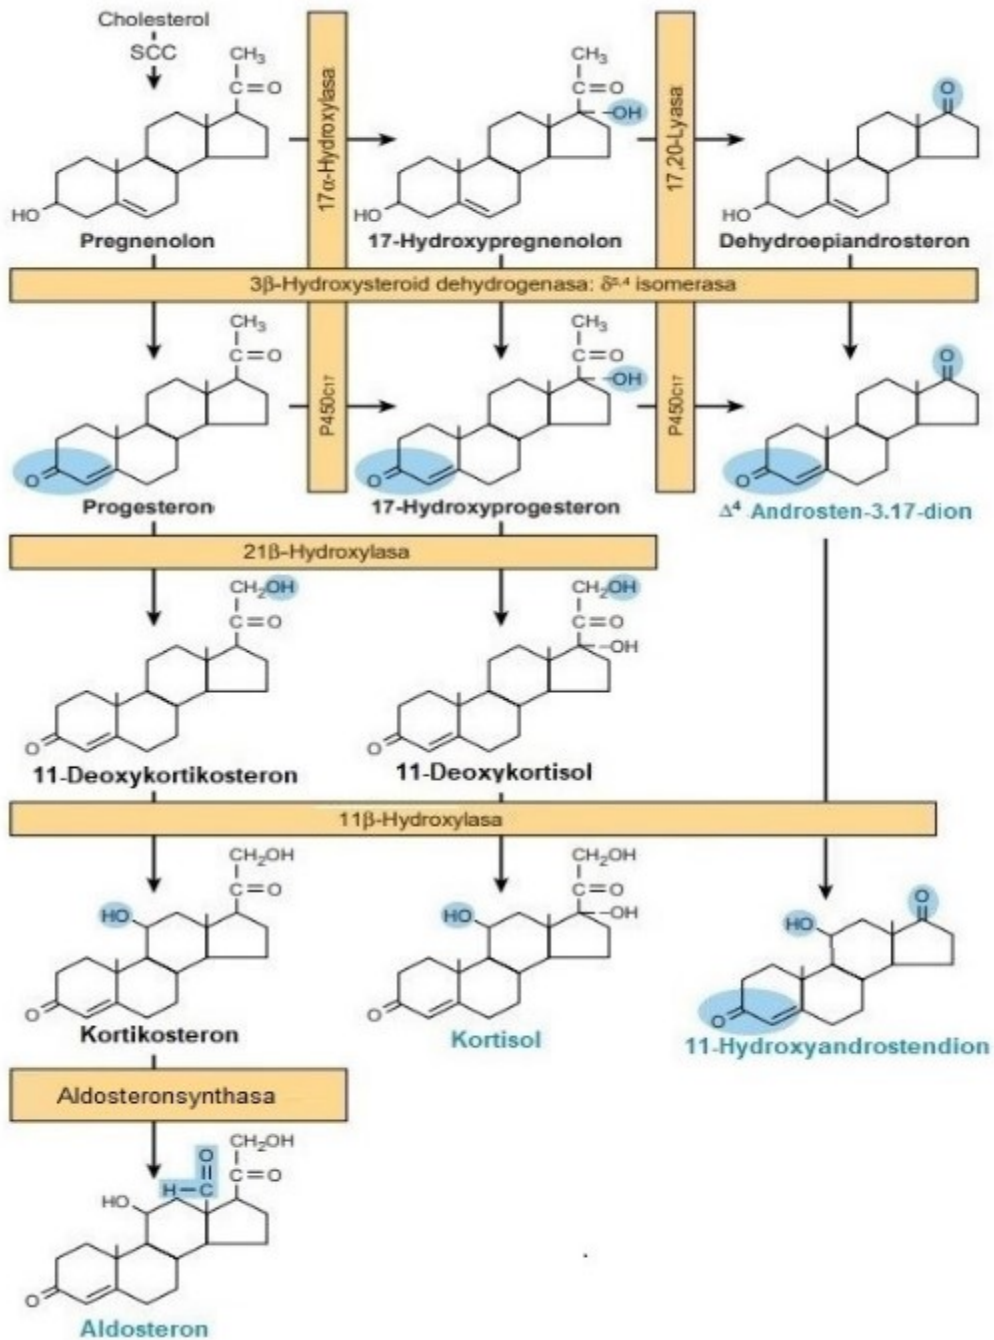 Cholesterol
SCC
CH₃
C=O
HO
Pregnenolon
17α-Hydroxylasa
CH₃
C=O
OH
HO
17-Hydroxypregnenolon
17,20-Lyasa
O
HO
Dehydroepiandrosteron
3β-Hydroxysteroid dehydrogenasa: δ⁵,⁴ isomerasa
CH₃
C=O
O
Progesteron
P450c17
CH₃
C=O
OH
O
17-Hydroxyprogesteron
P450c17
O
O
Δ⁴ Androsten-3.17-dion
21β-Hydroxylasa
CH₂OH
C=O
O
11-Deoxykortikosteron
CH₂OH
C=O
OH
O
11-Deoxykortisol
11β-Hydroxylasa
CH₂OH
C=O
HO
O
Kortikosteron
CH₂OH
C=O
OH
HO
O
Kortisol
O
HO
O
11-Hydroxyandrostendion
Aldosteronsynthasa
CH₂OH
O
H-C
C=O
HO
O
Aldosteron